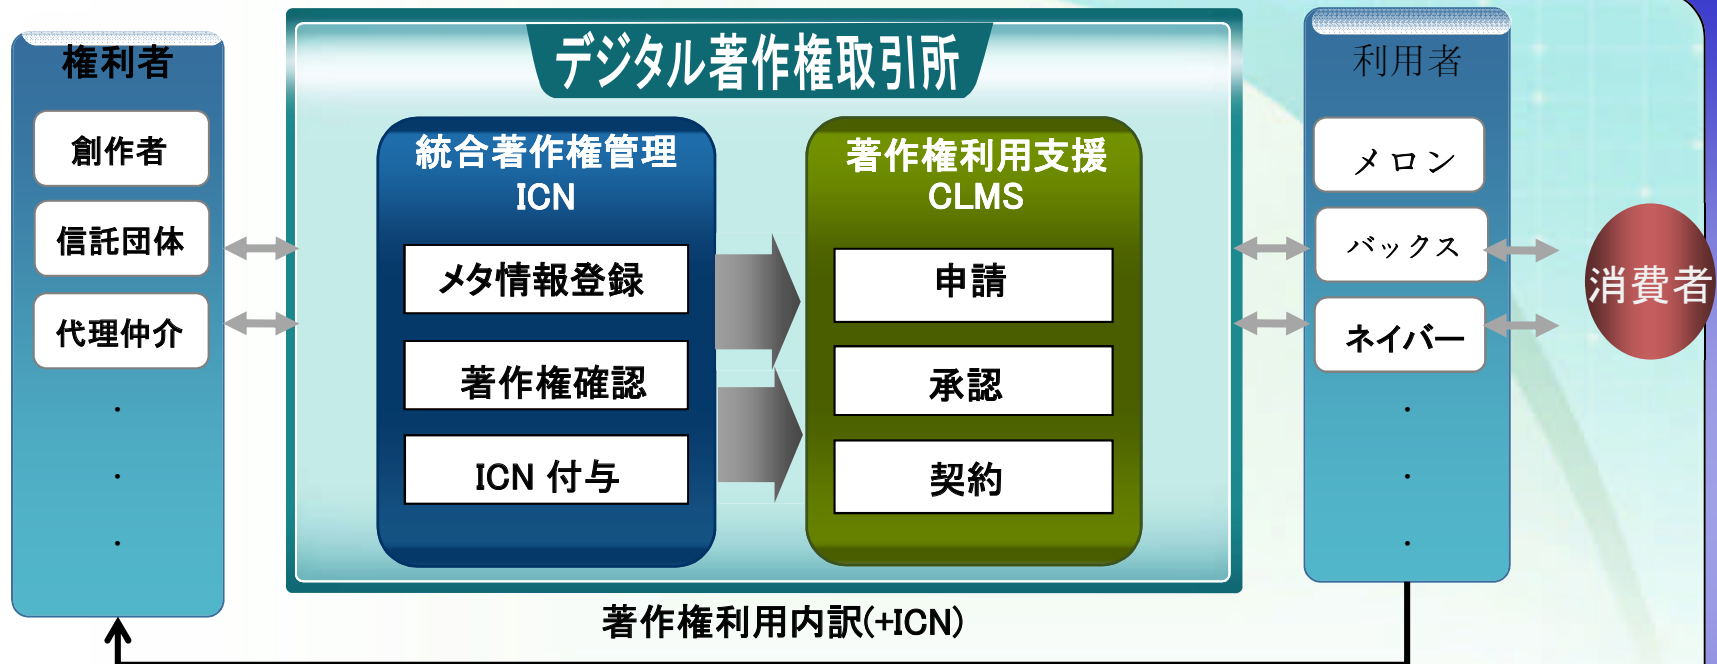 権利者
創作者
信託団体
代理仲介
・
・
・
デジタル著作権取引所
統合著作権管理
ICN
メタ情報登録
著作権確認
ICN 付与
著作権利用支援
CLMS
申請
承認
契約
利用者
メロン
バックス
ネイバー
・
・
・
消費者
著作権利用内訳(+ICN)